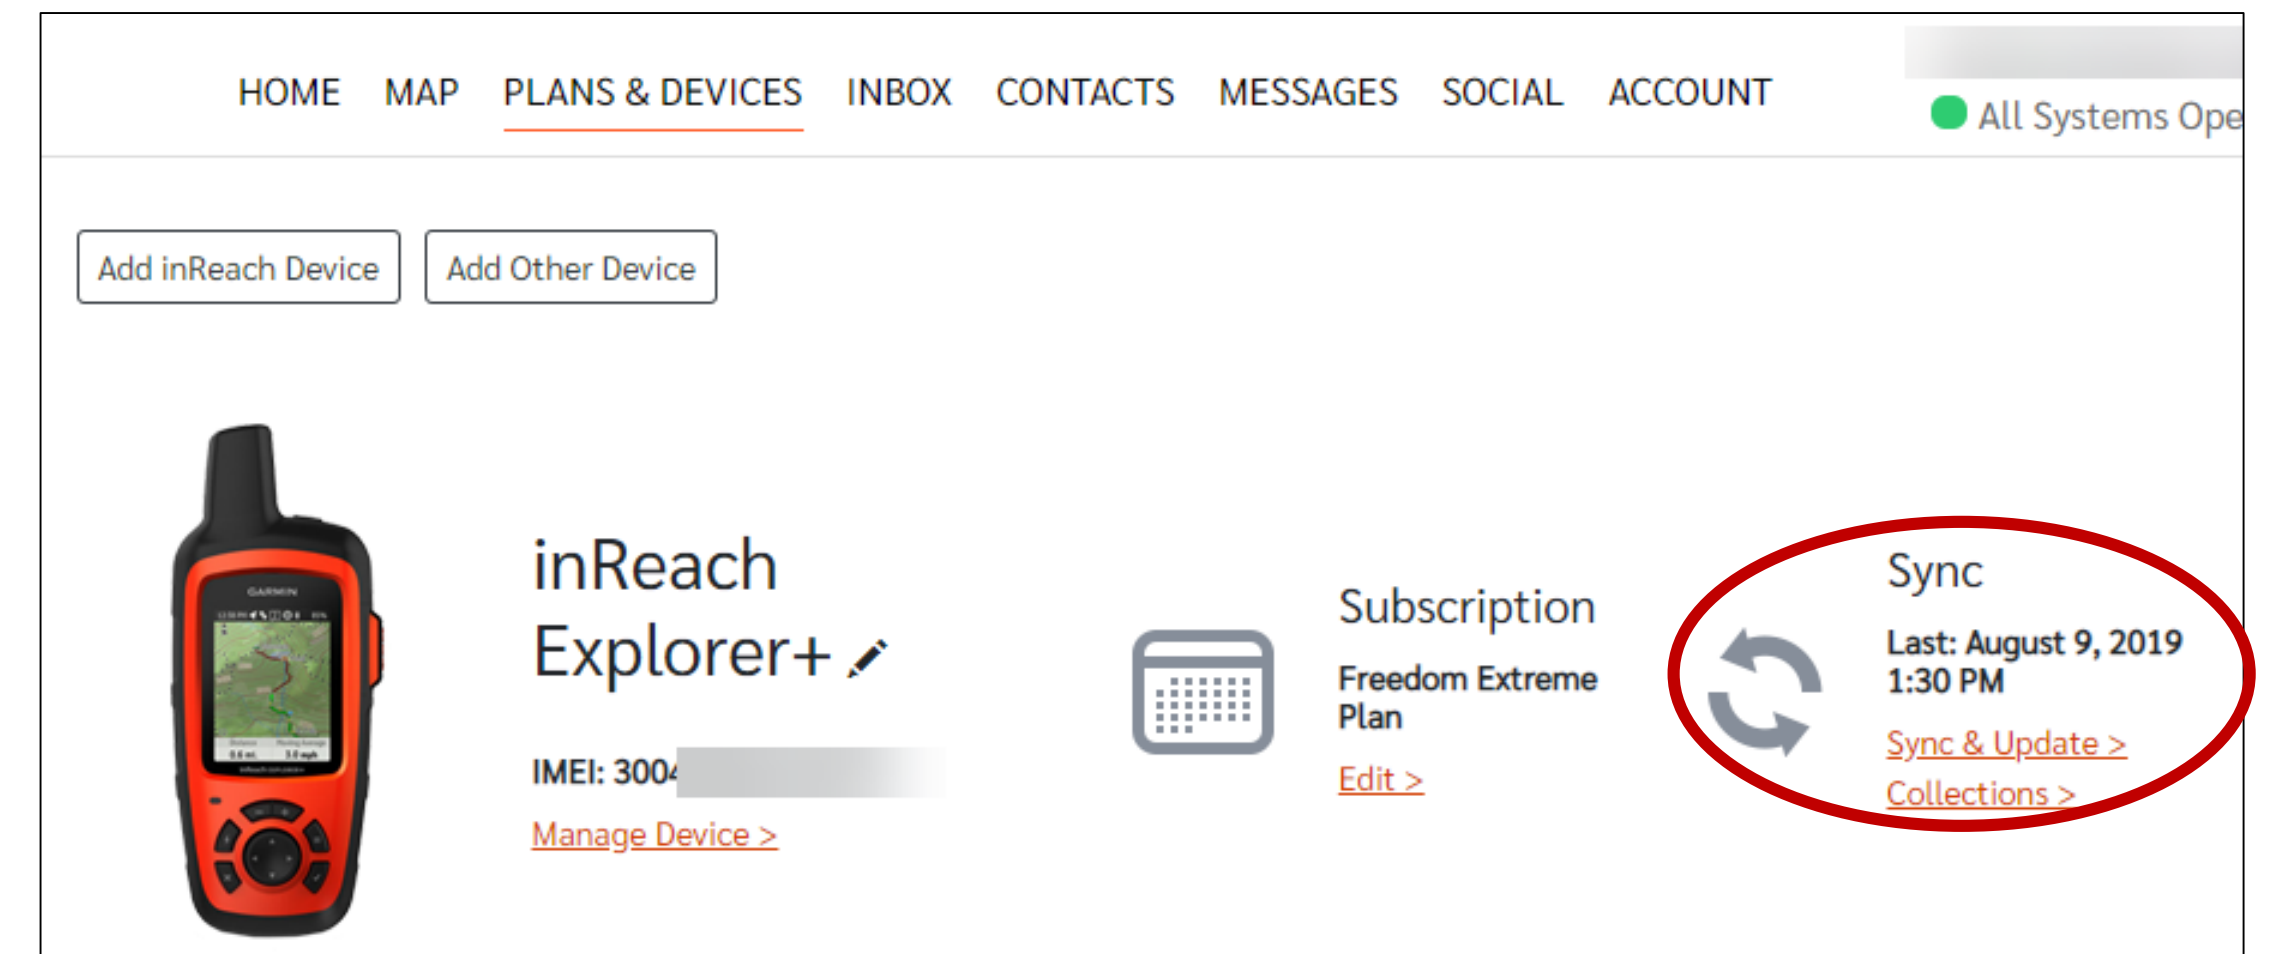 HOME MAP PLANS & DEVICES INBOX CONTACTS MESSAGES SOCIAL ACCOUNT
All Systems Ope
Add inReach Device Add Other Device
GARMIN
inReach
Explorer+
IMEI: 3004
Manage Device >
Subscription
Freedom Extreme
Plan
Edit >
Sync
Last: August 9, 2019
1:30 PM
Sync & Update >
Collections >